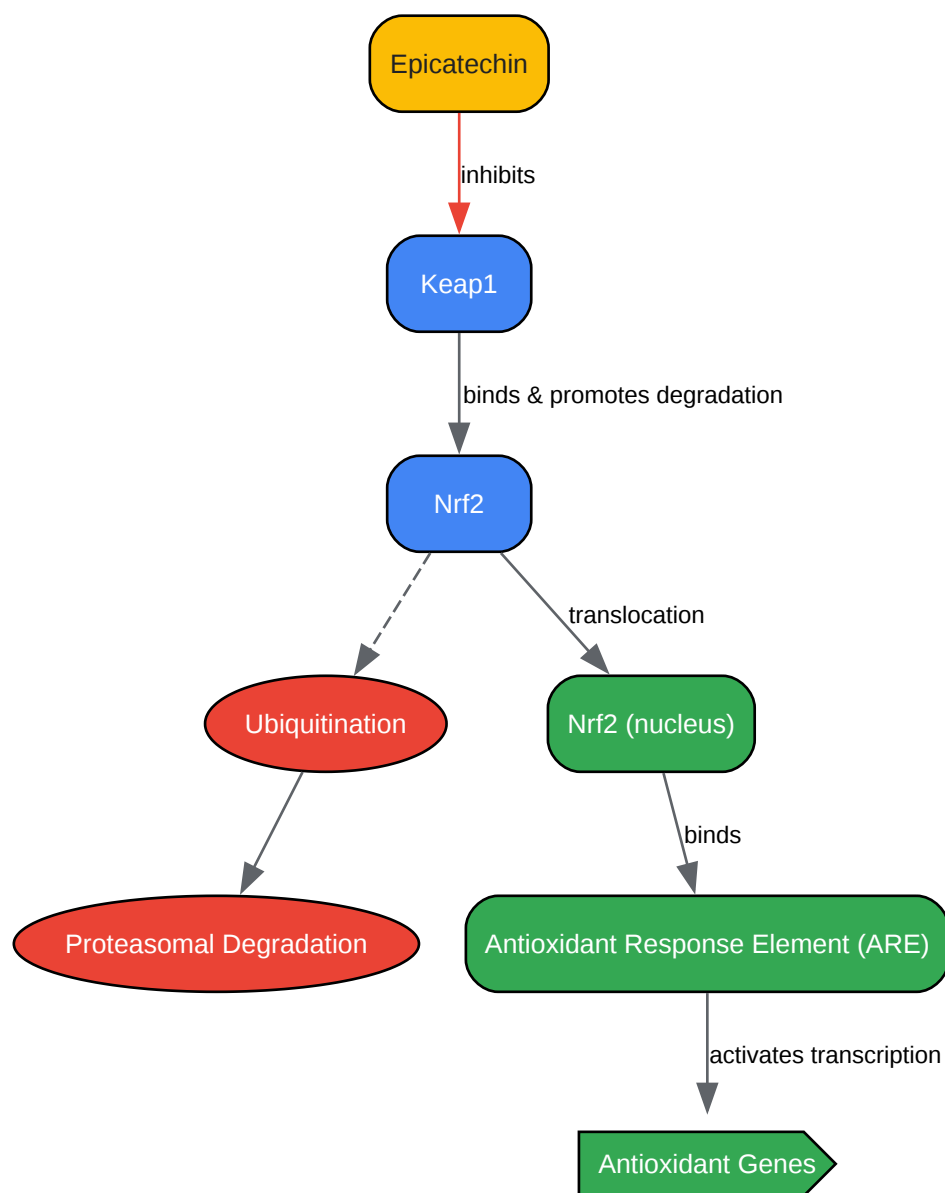 Epicatechin
inhibits
Keap1
binds & promotes degradation
Nrf2
translocation
Ubiquitination
Nrf2 (nucleus)
binds
Proteasomal Degradation
Antioxidant Response Element (ARE)
activates transcription
Antioxidant Genes